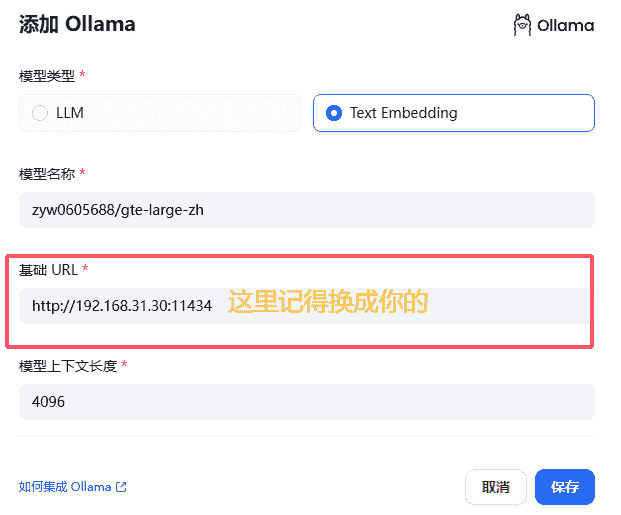 添加 Ollama
Ollama
模型类型 *
LLM
Text Embedding
模型名称 *
zyw0605688/gte-large-zh
基础 URL *
http://192.168.31.30:11434 这里记得换成你的
模型上下文长度 *
4096
如何集成 Ollama
取消
保存